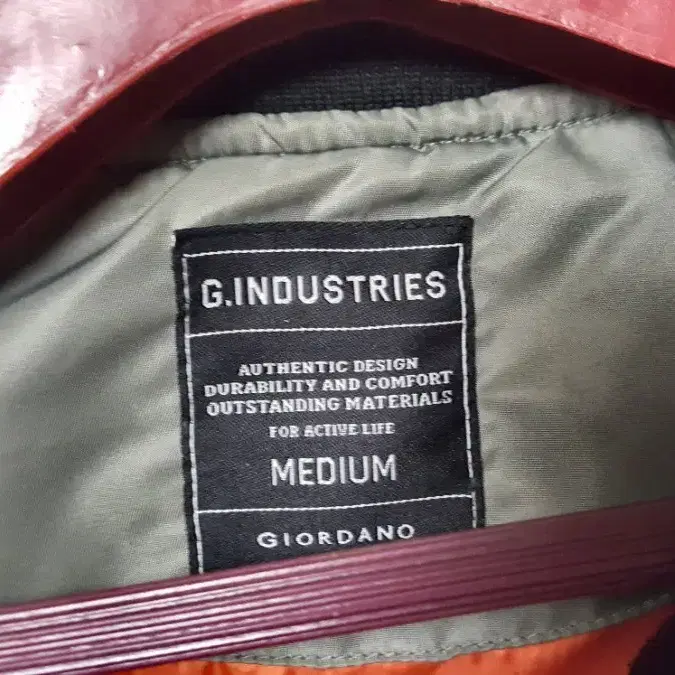 G.INDUSTRIES
AUTHENTIC DESIGN
DURABILITY AND COMFORT
OUTSTANDING MATERIALS
FOR ACTIVE LIFE
MEDIUM
GIORDANO